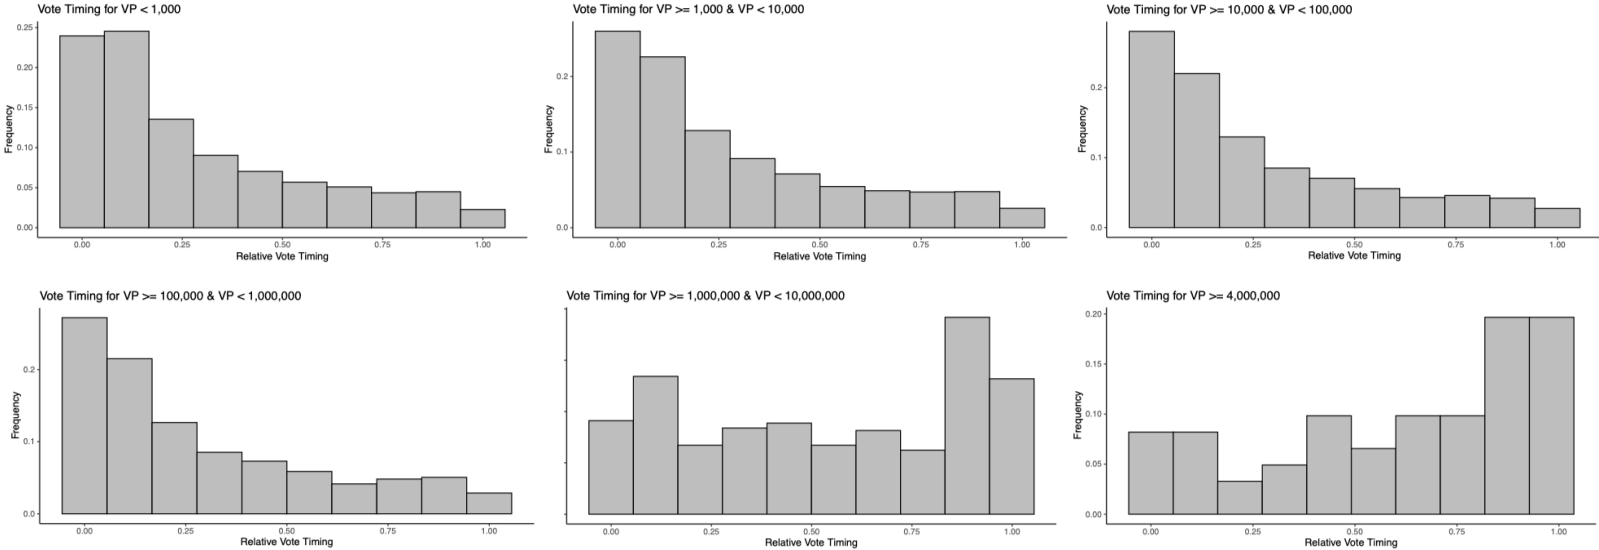 Vote Timing for VP < 1,000
0.25
0.20
0.15
0.10
0.05
0.00
Frequency
0.00 0.25 0.50 0.75 1.00
Relative Vote Timing
Vote Timing for VP >= 1,000 & VP < 10,000
0.2
0.1
0.0
Frequency
0.00 0.25 0.50 0.75 1.00
Relative Vote Timing
Vote Timing for VP >= 10,000 & VP < 100,000
0.2
0.1
0.0
Frequency
0.00 0.25 0.50 0.75 1.00
Relative Vote Timing
Vote Timing for VP >= 100,000 & VP < 1,000,000
0.2
0.1
0.0
Frequency
0.00 0.25 0.50 0.75 1.00
Relative Vote Timing
Vote Timing for VP >= 1,000,000 & VP < 10,000,000
0.00 0.25 0.50 0.75 1.00
Relative Vote Timing
Vote Timing for VP >= 4,000,000
0.20
0.15
0.10
0.05
0.00
Frequency
0.00 0.25 0.50 0.75 1.00
Relative Vote Timing